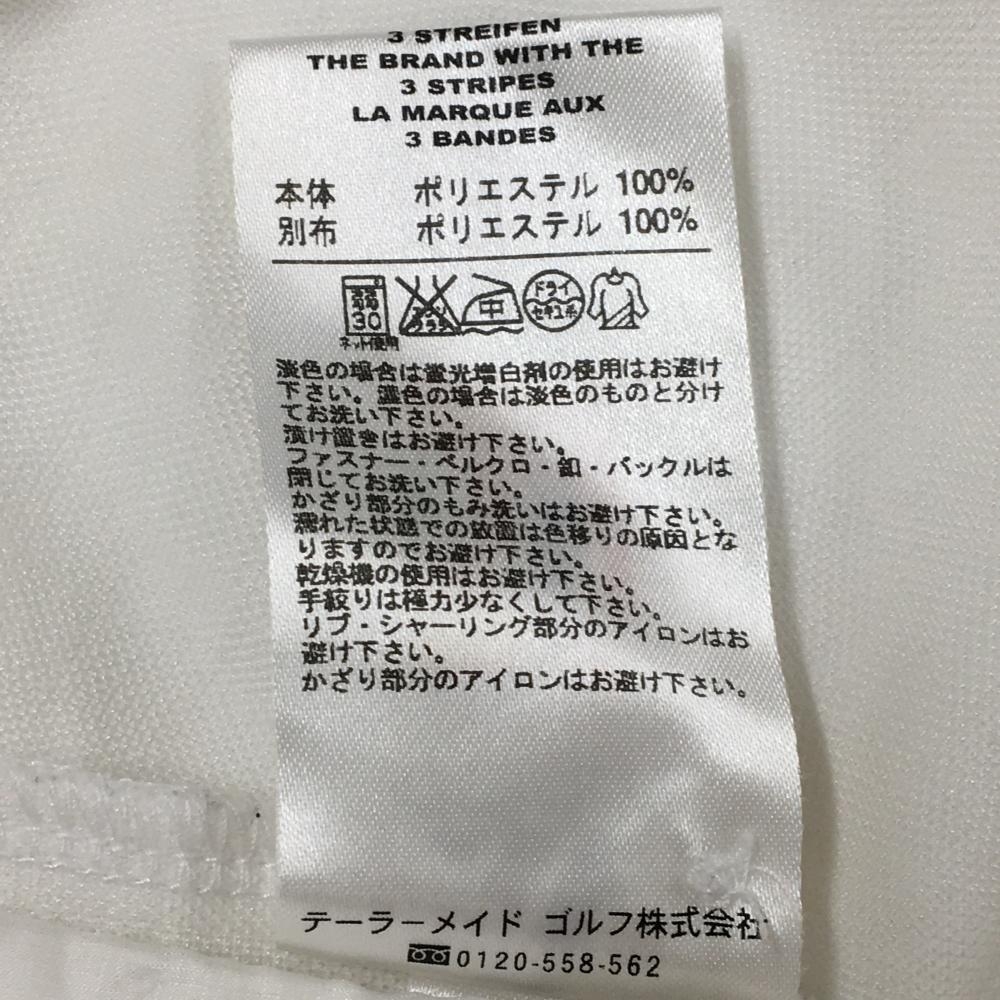 3 STREIFEN
THE BRAND WITH THE
3 STRIPES
LA MARQUE AUX
3 BANDES
本体 ポリエステル 100%
別布 ポリエステル 100%
30 中 ドライ セキユ系
ネット使用
淡色の場合は蛍光増白剤の使用はお避け
下さい。濃色の場合は淡色のものと分け
てお洗い下さい。
漬け置きはお避け下さい。
ファスナー・ベルクロ・釦・バックルは
閉じてお洗い下さい。
かざり部分のもみ洗いはお避け下さい。
濡れた状態での放置は色移りの原因とな
りますのでお避け下さい。
乾燥機の使用はお避け下さい。
手絞りは極力少なくして下さい。
リブ・シャーリング部分のアイロンはお
避け下さい。
かざり部分のアイロンはお避け下さい。
テーラーメイド ゴルフ株式会社
0120-558-562